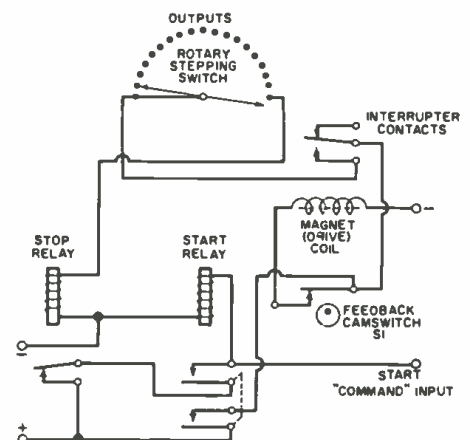 OUTPUTS
ROTARY
STEPPING
SWITCH
INTERRUPTER
CONTACTS
MAGNET
(DRIVE)
COIL
−
STOP
RELAY
START
RELAY
FEEDBACK
CAMSWITCH
S1
−
START
"COMMAND" INPUT
+